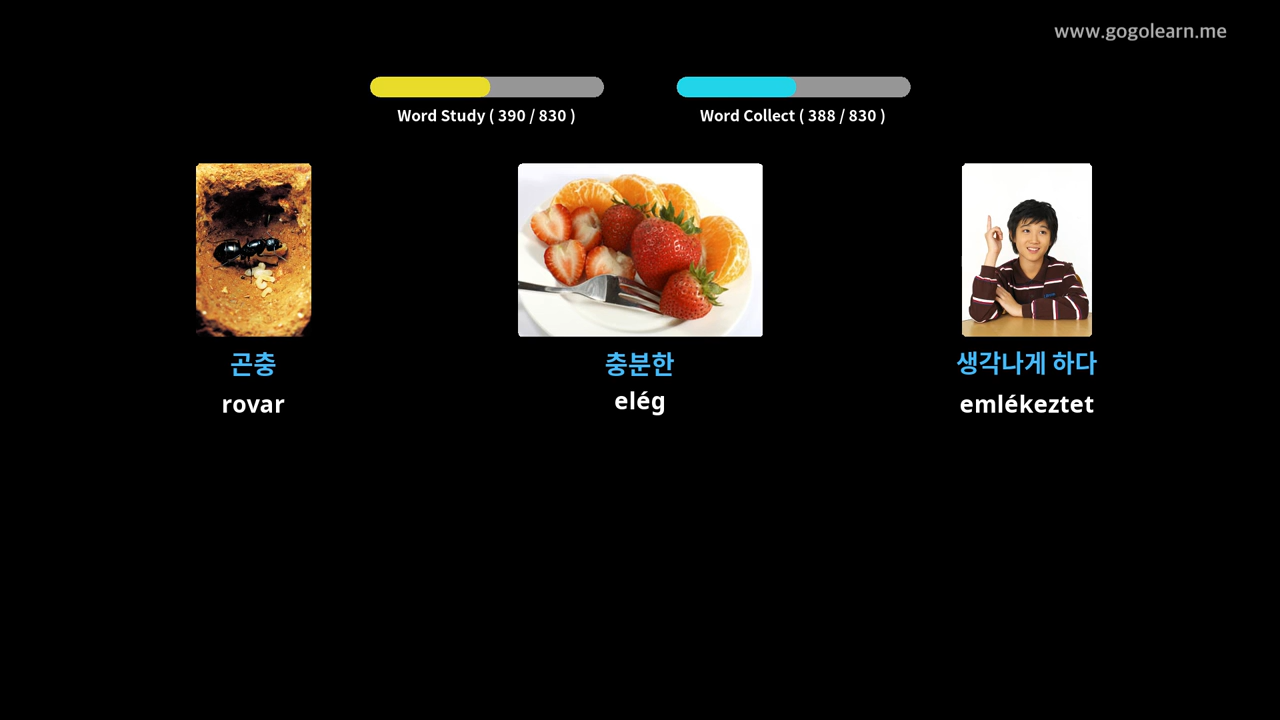 www.gogolearn.me
Word Study ( 390 / 830 )
Word Collect ( 388 / 830 )
곤충
rovar
충분한
elég
생각나게 하다
emlékeztet